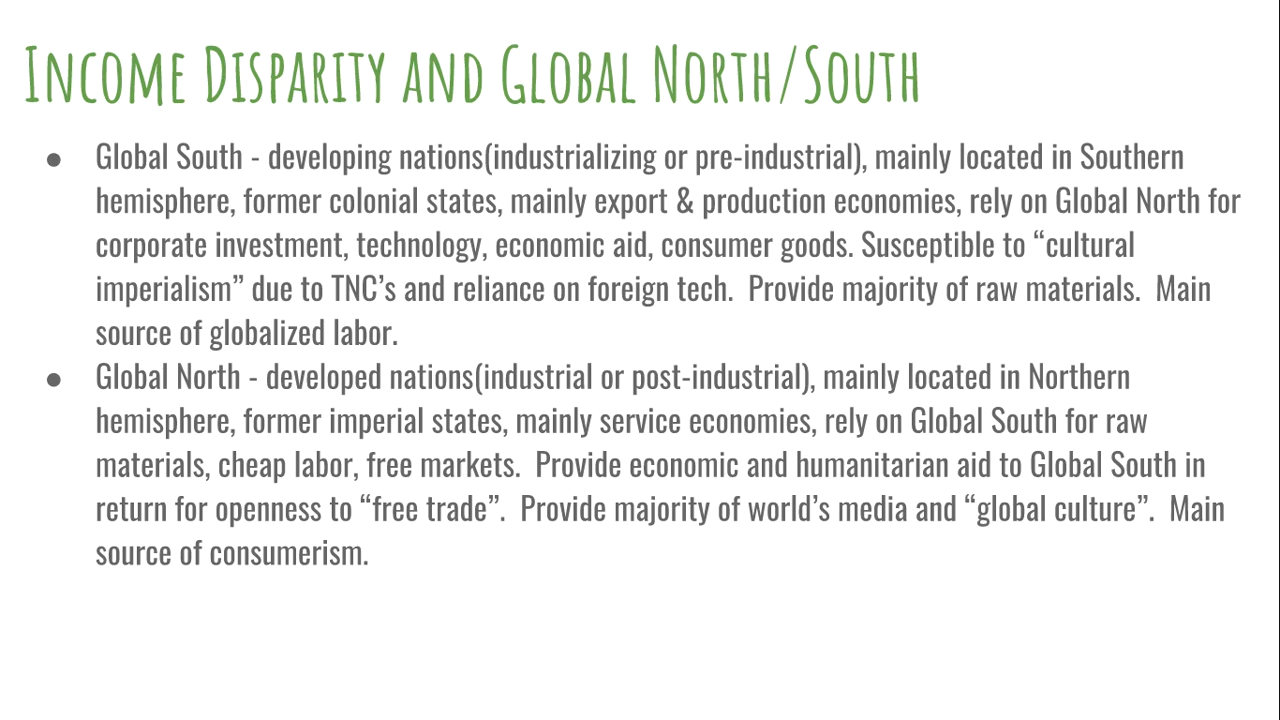 Income Disparity and Global North/South
● Global South - developing nations(industrializing or pre-industrial), mainly located in Southern
hemisphere, former colonial states, mainly export & production economies, rely on Global North for
corporate investment, technology, economic aid, consumer goods. Susceptible to “cultural
imperialism” due to TNC’s and reliance on foreign tech.  Provide majority of raw materials.  Main
source of globalized labor.
● Global North - developed nations(industrial or post-industrial), mainly located in Northern
hemisphere, former imperial states, mainly service economies, rely on Global South for raw
materials, cheap labor, free markets.  Provide economic and humanitarian aid to Global South in
return for openness to “free trade”.  Provide majority of world’s media and “global culture”.  Main
source of consumerism.